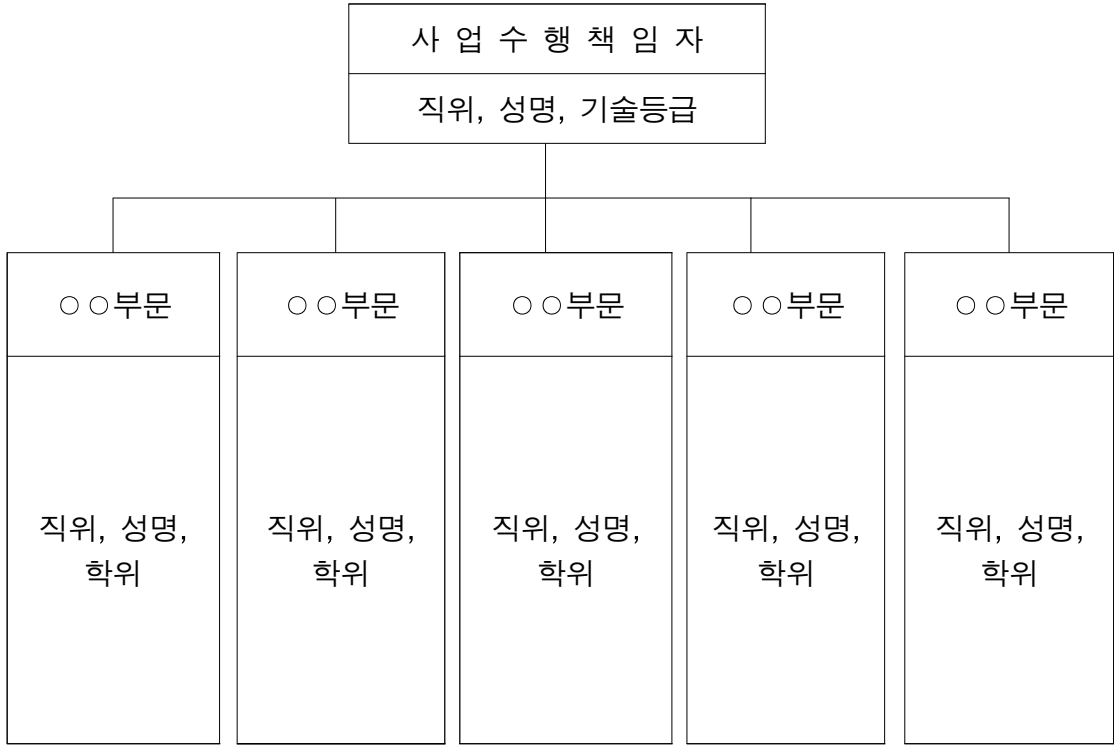 사 업 수 행 책 임 자
직위, 성명, 기술등급
○○부문
○○부문
○○부문
○○부문
○○부문
직위, 성명,
학위
직위, 성명,
학위
직위, 성명,
학위
직위, 성명,
학위
직위, 성명,
학위